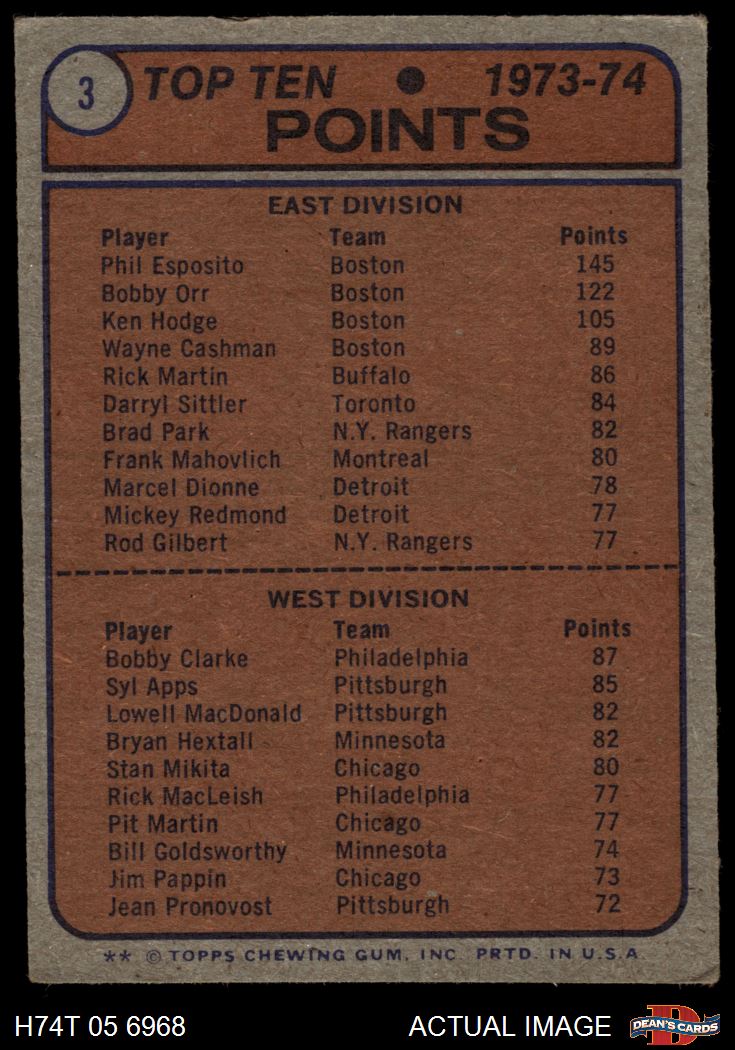 3 TOP TEN ● 1973-74
POINTS
EAST DIVISION
Player Team Points
Phil Esposito Boston 145
Bobby Orr Boston 122
Ken Hodge Boston 105
Wayne Cashman Boston 89
Rick Martin Buffalo 86
Darryl Sittler Toronto 84
Brad Park N.Y. Rangers 82
Frank Mahovlich Montreal 80
Marcel Dionne Detroit 78
Mickey Redmond Detroit 77
Rod Gilbert N.Y. Rangers 77
WEST DIVISION
Player Team Points
Bobby Clarke Philadelphia 87
Syl Apps Pittsburgh 85
Lowell MacDonald Pittsburgh 82
Bryan Hextall Minnesota 82
Stan Mikita Chicago 80
Rick MacLeish Philadelphia 77
Pit Martin Chicago 77
Bill Goldsworthy Minnesota 74
Jim Pappin Chicago 73
Jean Pronovost Pittsburgh 72
** © TOPPS CHEWING GUM, INC. PRTD. IN U.S.A.
H74T 05 6968 ACTUAL IMAGE D DEAN'S CARDS